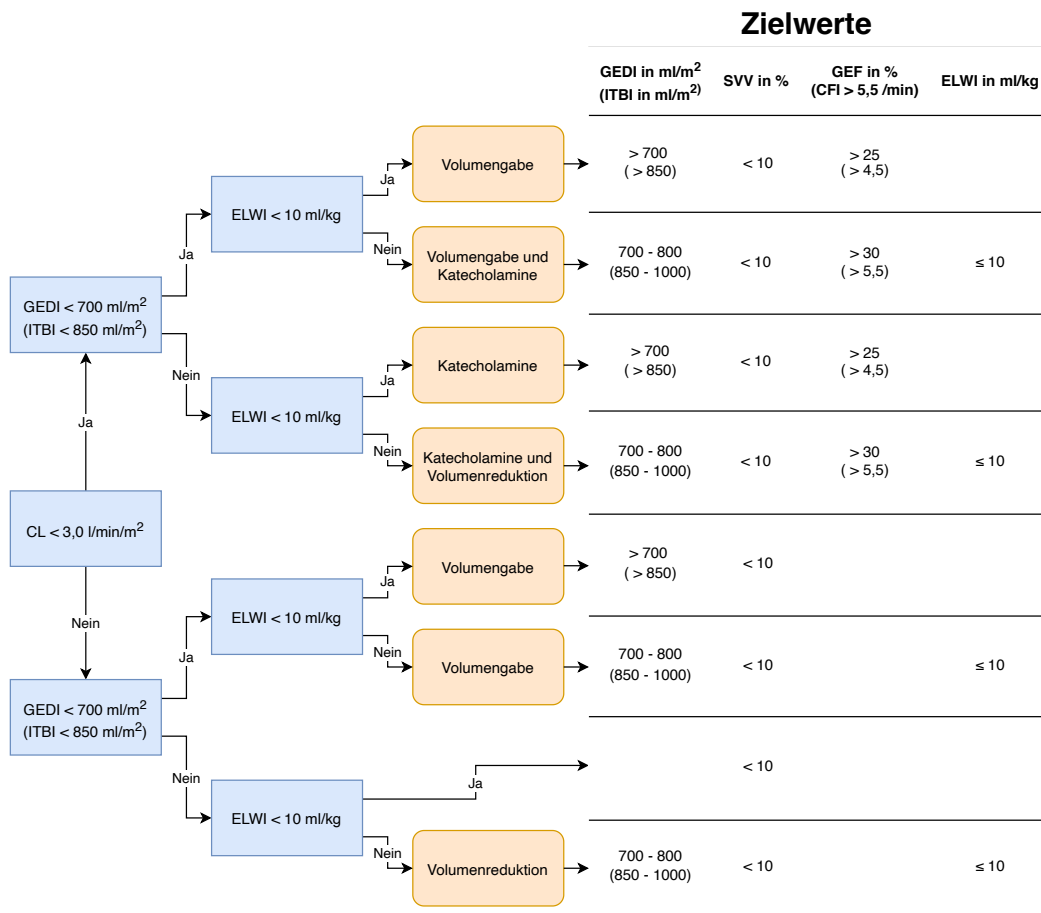 Zielwerte
GEDI in ml/m²
(ITBI in ml/m²)
SVV in %
GEF in %
(CFI > 5,5 /min)
ELWI in ml/kg
Volumengabe
> 700
( > 850)
< 10
> 25
( > 4,5)
Ja
ELWI < 10 ml/kg
Nein
Volumengabe und
Katecholamine
700 - 800
(850 - 1000)
< 10
> 30
( > 5,5)
≤ 10
Ja
GEDI < 700 ml/m²
(ITBI < 850 ml/m²)
Nein
Katecholamine
> 700
( > 850)
< 10
> 25
( > 4,5)
Ja
ELWI < 10 ml/kg
Nein
Katecholamine und
Volumenreduktion
700 - 800
(850 - 1000)
< 10
> 30
( > 5,5)
≤ 10
Ja
CL < 3,0 l/min/m²
Nein
Volumengabe
> 700
( > 850)
< 10
Ja
ELWI < 10 ml/kg
Nein
Volumengabe
700 - 800
(850 - 1000)
< 10
≤ 10
Ja
GEDI < 700 ml/m²
(ITBI < 850 ml/m²)
Nein
< 10
Ja
ELWI < 10 ml/kg
Nein
Volumenreduktion
700 - 800
(850 - 1000)
< 10
≤ 10